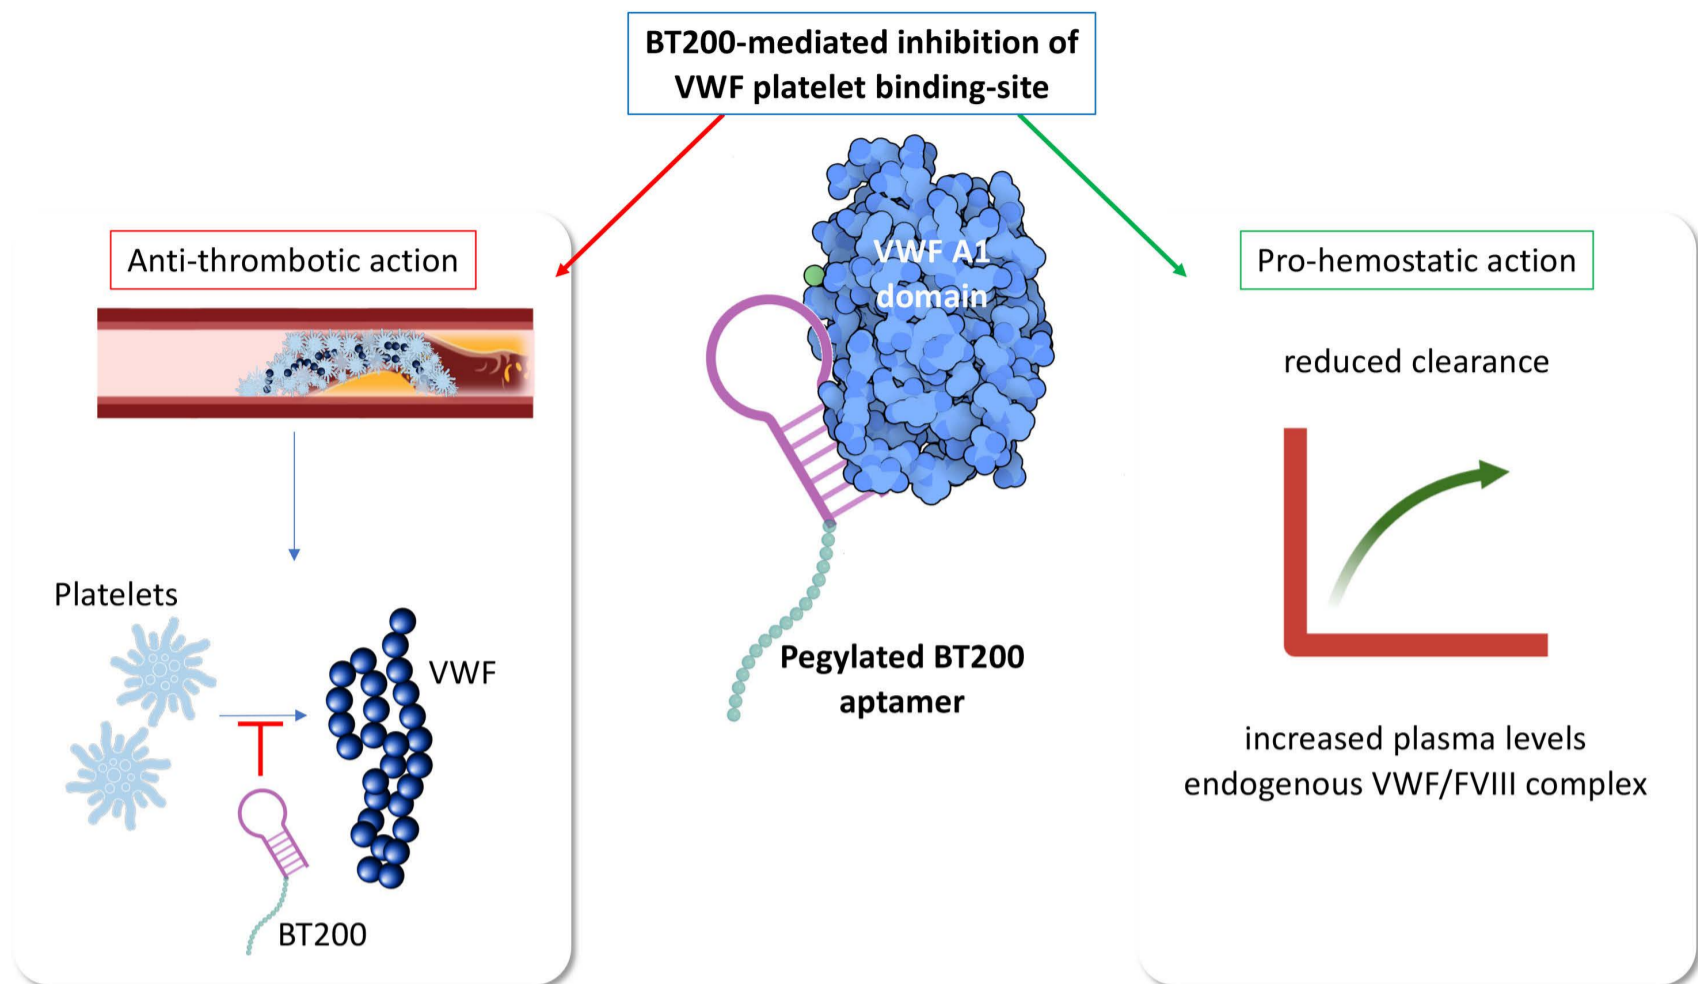 BT200-mediated inhibition of
VWF platelet binding-site
Anti-thrombotic action
Platelets
VWF
BT200
VWF A1
domain
Pegylated BT200
aptamer
Pro-hemostatic action
reduced clearance
increased plasma levels
endogenous VWF/FVIII complex